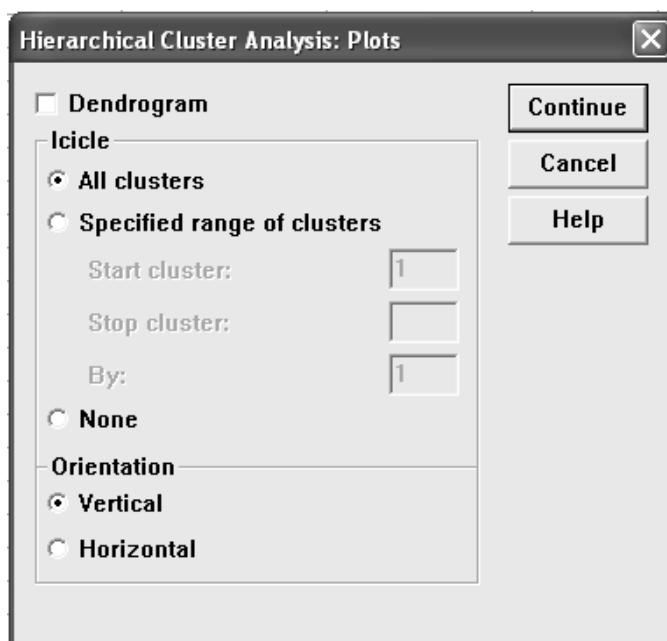 Hierarchical Cluster Analysis: Plots
Dendrogram
Continue
Icicle
All clusters
Cancel
Specified range of clusters
Help
Start cluster: 1
Stop cluster:
By: 1
None
Orientation
Vertical
Horizontal